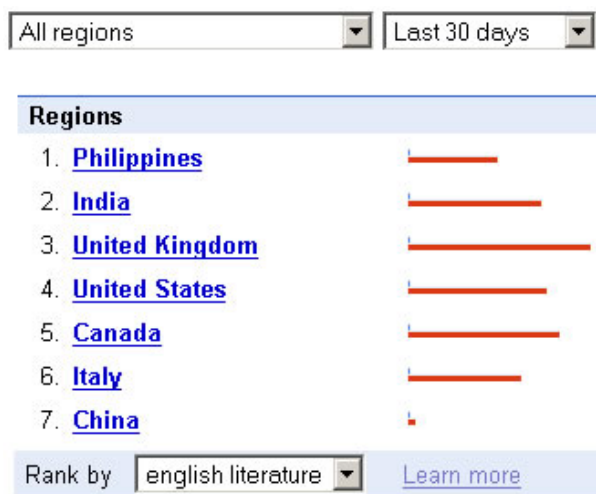 All regions Last 30 days
Regions
1. Philippines
2. India
3. United Kingdom
4. United States
5. Canada
6. Italy
7. China
Rank by english literature Learn more